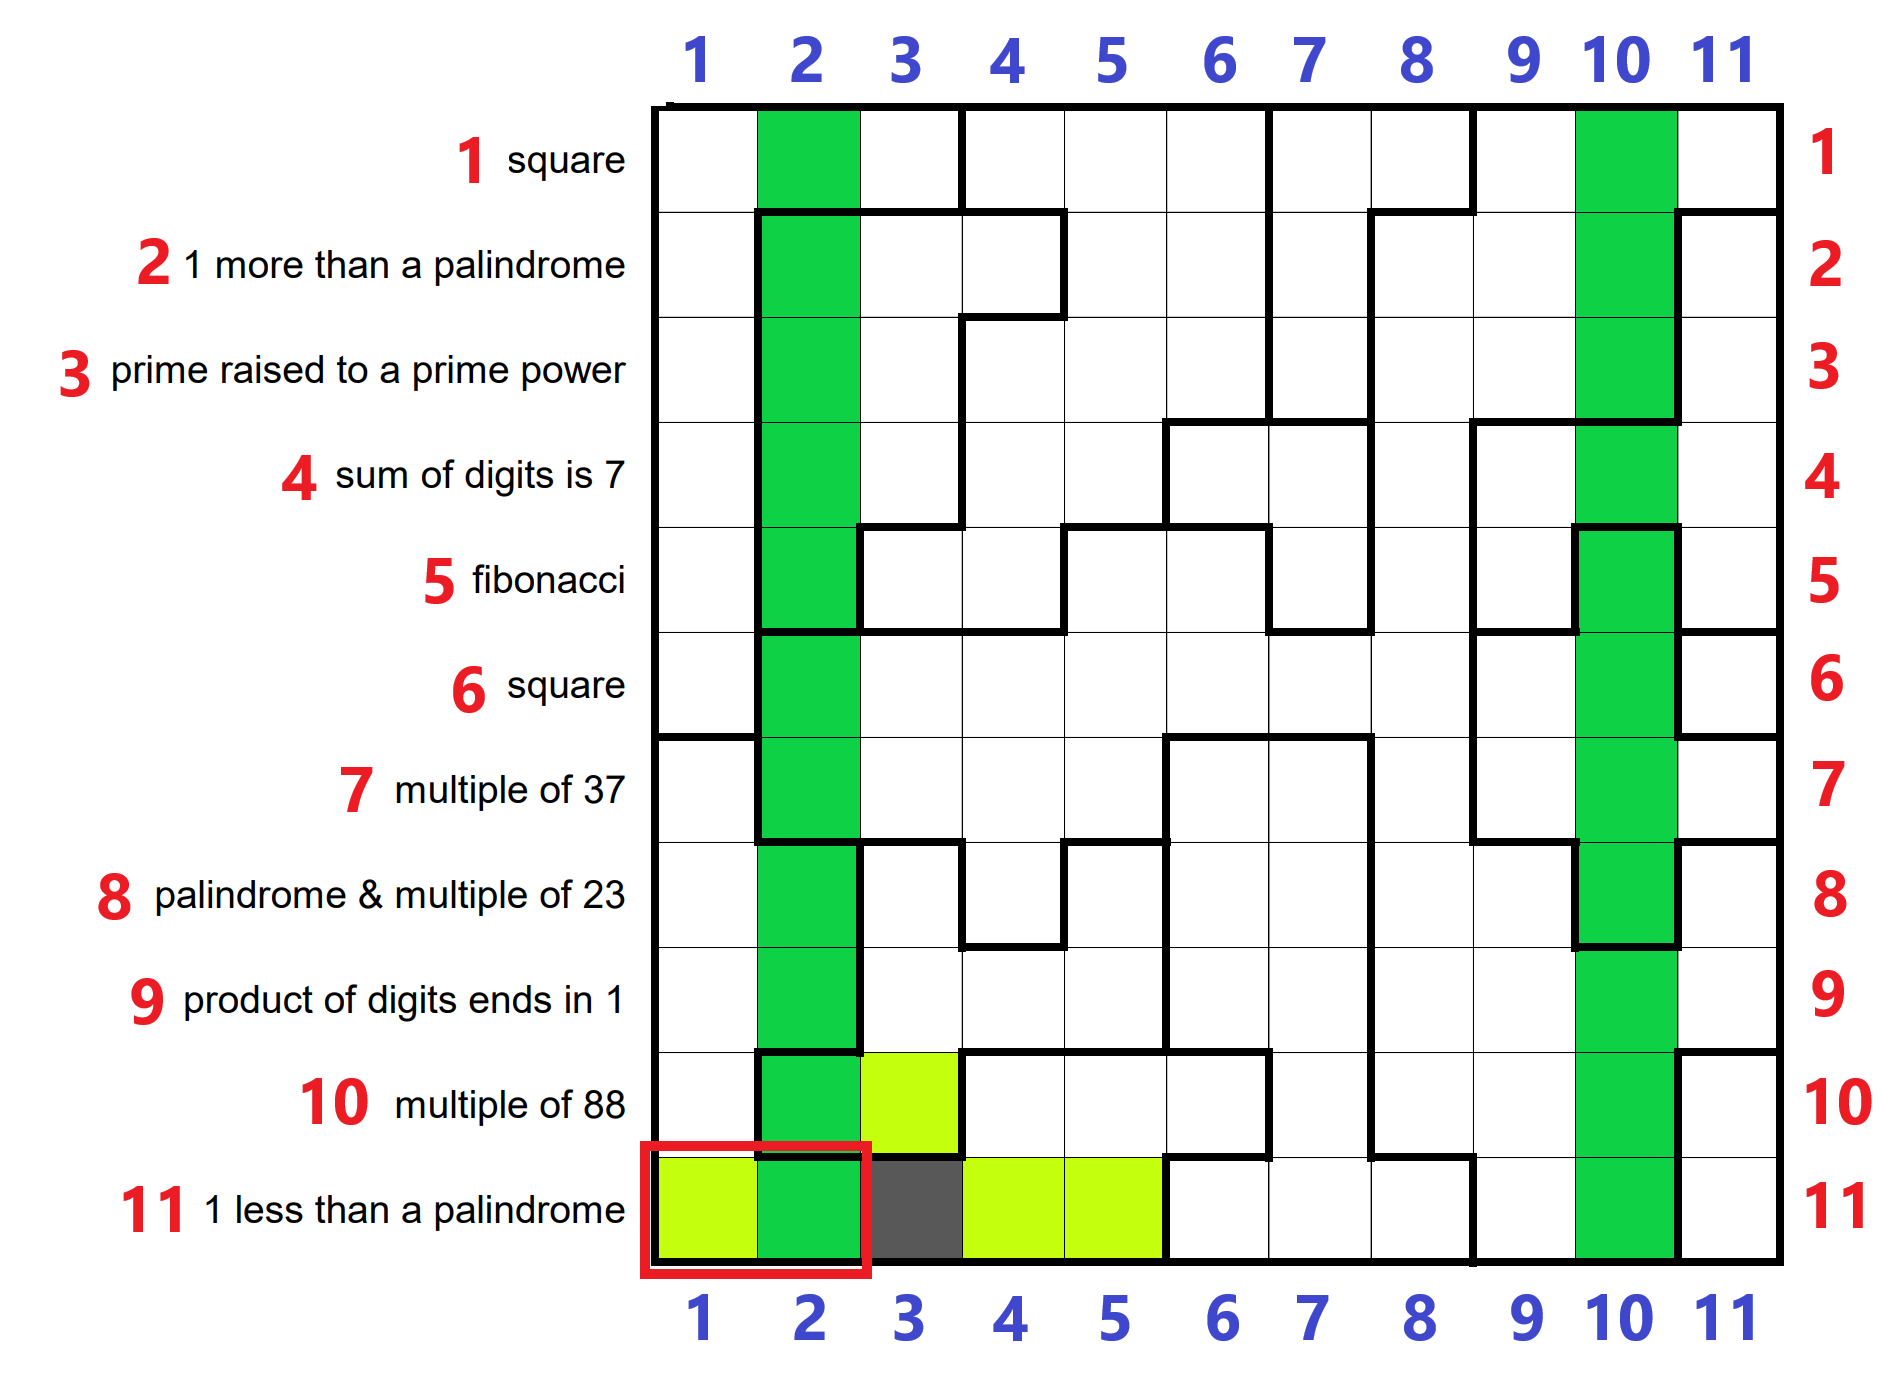 1 2 3 4 5 6 7 8 9 10 11
1 square 1
2 1 more than a palindrome 2
3 prime raised to a prime power 3
4 sum of digits is 7 4
5 fibonacci 5
6 square 6
7 multiple of 37 7
8 palindrome & multiple of 23 8
9 product of digits ends in 1 9
10 multiple of 88 10
11 1 less than a palindrome 11
1 2 3 4 5 6 7 8 9 10 11